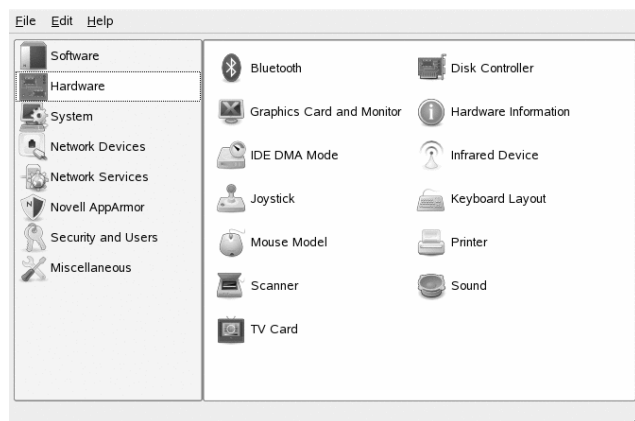 File Edit Help
Software
Hardware
System
Network Devices
Network Services
Novell AppArmor
Security and Users
Miscellaneous
Bluetooth Disk Controller
Graphics Card and Monitor Hardware Information
IDE DMA Mode Infrared Device
Joystick Keyboard Layout
Mouse Model Printer
Scanner Sound
TV Card